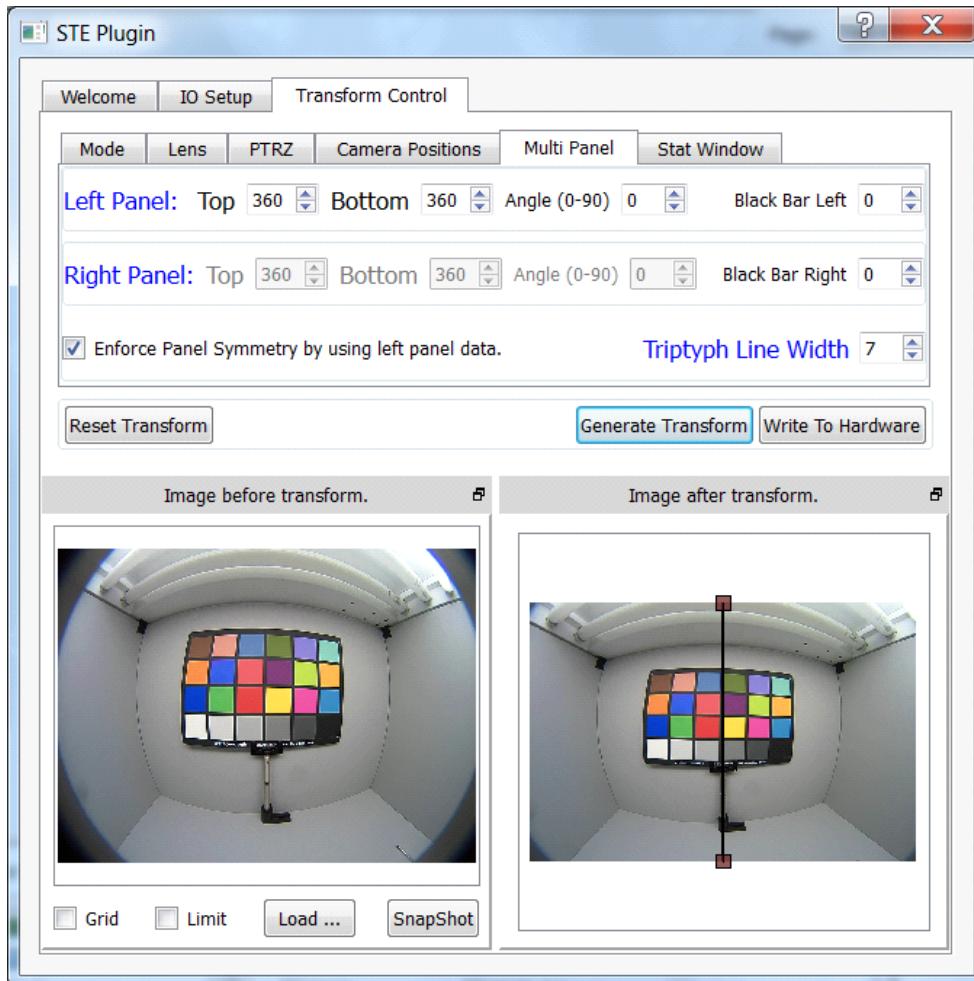 STE Plugin
Welcome IO Setup Transform Control
Mode Lens PTRZ Camera Positions Multi Panel Stat Window
Left Panel: Top 360 Bottom 360 Angle (0-90) 0 Black Bar Left 0
Right Panel: Top 360 Bottom 360 Angle (0-90) 0 Black Bar Right 0
Enforce Panel Symmetry by using left panel data. Triptyph Line Width 7
Reset Transform Generate Transform Write To Hardware
Image before transform. Image after transform.
Grid Limit Load ... SnapShot